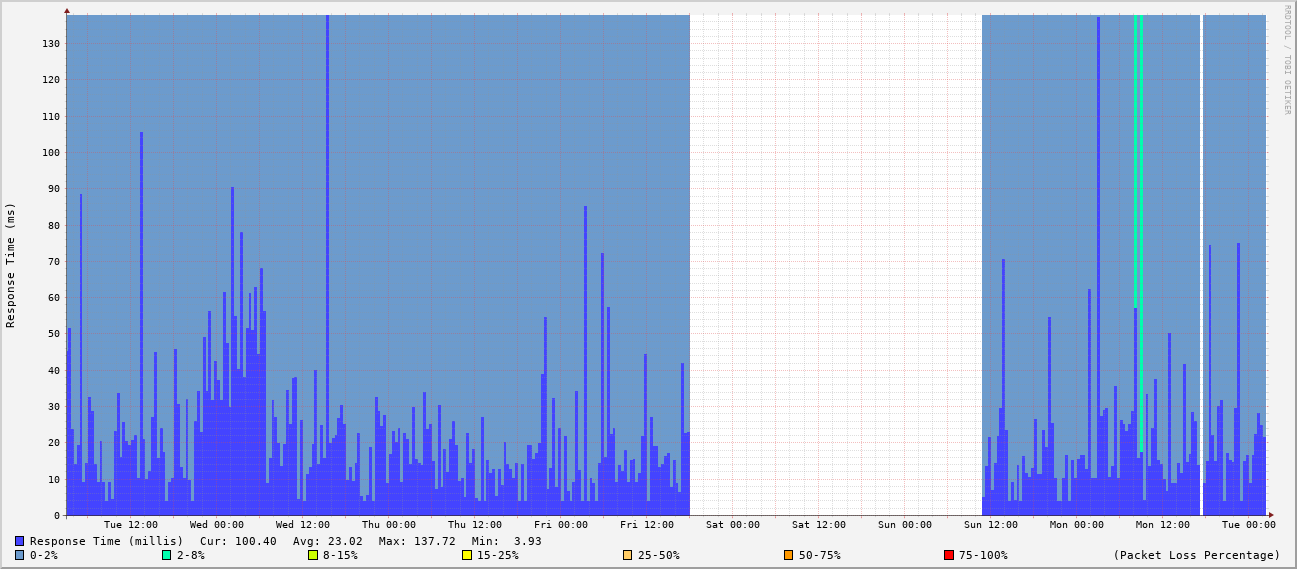 RRDTOOL / TOBI OETIKER
Response Time (ms)
130
120
110
100
90
80
70
60
50
40
30
20
10
0
Tue 12:00 Wed 00:00 Wed 12:00 Thu 00:00 Thu 12:00 Fri 00:00 Fri 12:00 Sat 00:00 Sat 12:00 Sun 00:00 Sun 12:00 Mon 00:00 Mon 12:00 Tue 00:00
Response Time (millis) Cur: 100.40 Avg: 23.02 Max: 137.72 Min: 3.93
0-2% 2-8% 8-15% 15-25% 25-50% 50-75% 75-100% (Packet Loss Percentage)